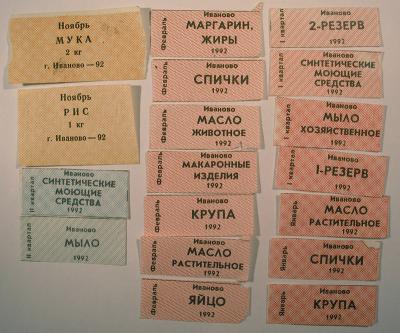 Ноябрь
МУКА
2 кг
г. Иваново—92
Ноябрь
РИС
1 кг
г. Иваново—92
II квартал
Иваново
СИНТЕТИЧЕСКИЕ
МОЮЩИЕ
СРЕДСТВА
1992
II квартал
Иваново
МЫЛО
1992
Февраль
Иваново
МАРГАРИН,
ЖИРЫ
1992
Февраль
Иваново
СПИЧКИ
1992
Февраль
Иваново
МАСЛО
ЖИВОТНОЕ
1992
Февраль
Иваново
МАКАРОННЫЕ
ИЗДЕЛИЯ
1992
Февраль
Иваново
КРУПА
1992
Февраль
Иваново
МАСЛО
РАСТИТЕЛЬНОЕ
1992
Февраль
Иваново
ЯЙЦО
1992
I квартал
Иваново
2-РЕЗЕРВ
1992
I квартал
Иваново
СИНТЕТИЧЕСКИЕ
МОЮЩИЕ
СРЕДСТВА
1992
I квартал
Иваново
МЫЛО
ХОЗЯЙСТВЕННОЕ
1992
I квартал
Иваново
I-РЕЗЕРВ
1992
Январь
Иваново
МАСЛО
РАСТИТЕЛЬНОЕ
1992
Январь
Иваново
СПИЧКИ
1992
Январь
Иваново
КРУПА
1992